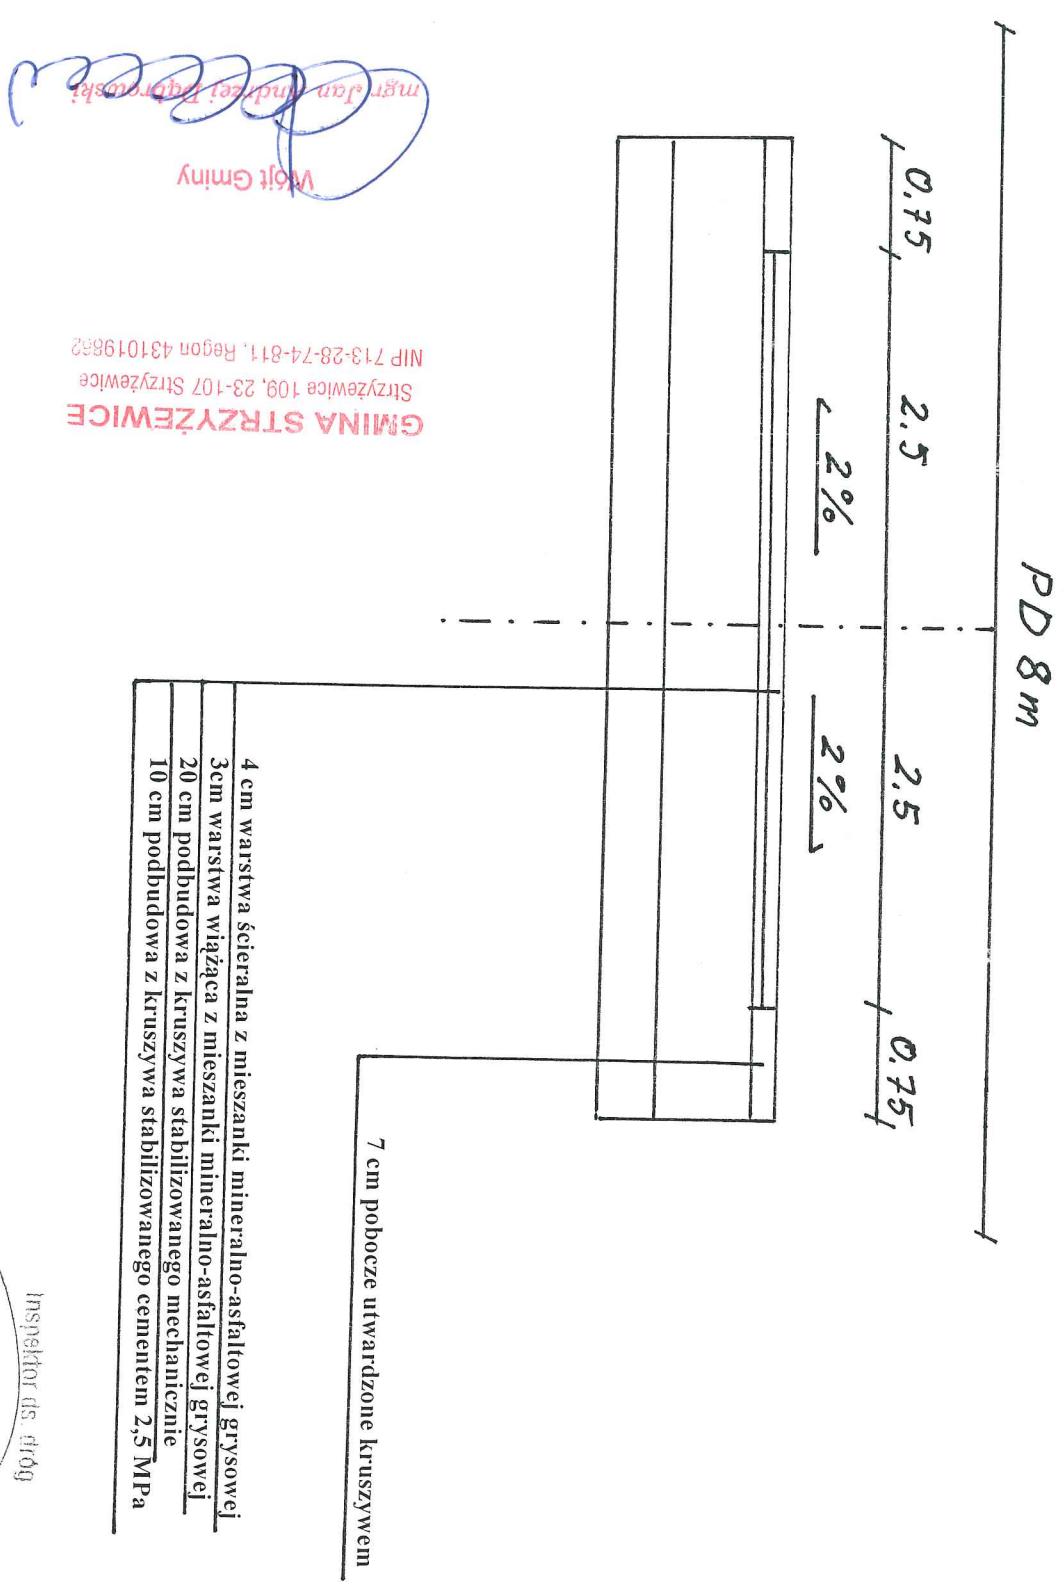 PD 8 m
0.75 2.5 2.5 0.75
2% 2%
7 cm pobocze utwardzone kruszywem
4 cm warstwa ścieralna z mieszanki mineralno-asfaltowej grysowej
3cm warstwa wiążąca z mieszanki mineralno-asfaltowej grysowej
20 cm podbudowa z kruszywa stabilizowanego mechanicznie
10 cm podbudowa z kruszywa stabilizowanego cementem 2,5 MPa
GMINA STRZYŻEWICE
Strzyżewice 109, 23-107 Strzyżewice
NIP 713-28-74-811, Regon 431019662
Wójt Gminy
mgr Jan Andrzej Dąbrowski
Inspektor ds. dróg